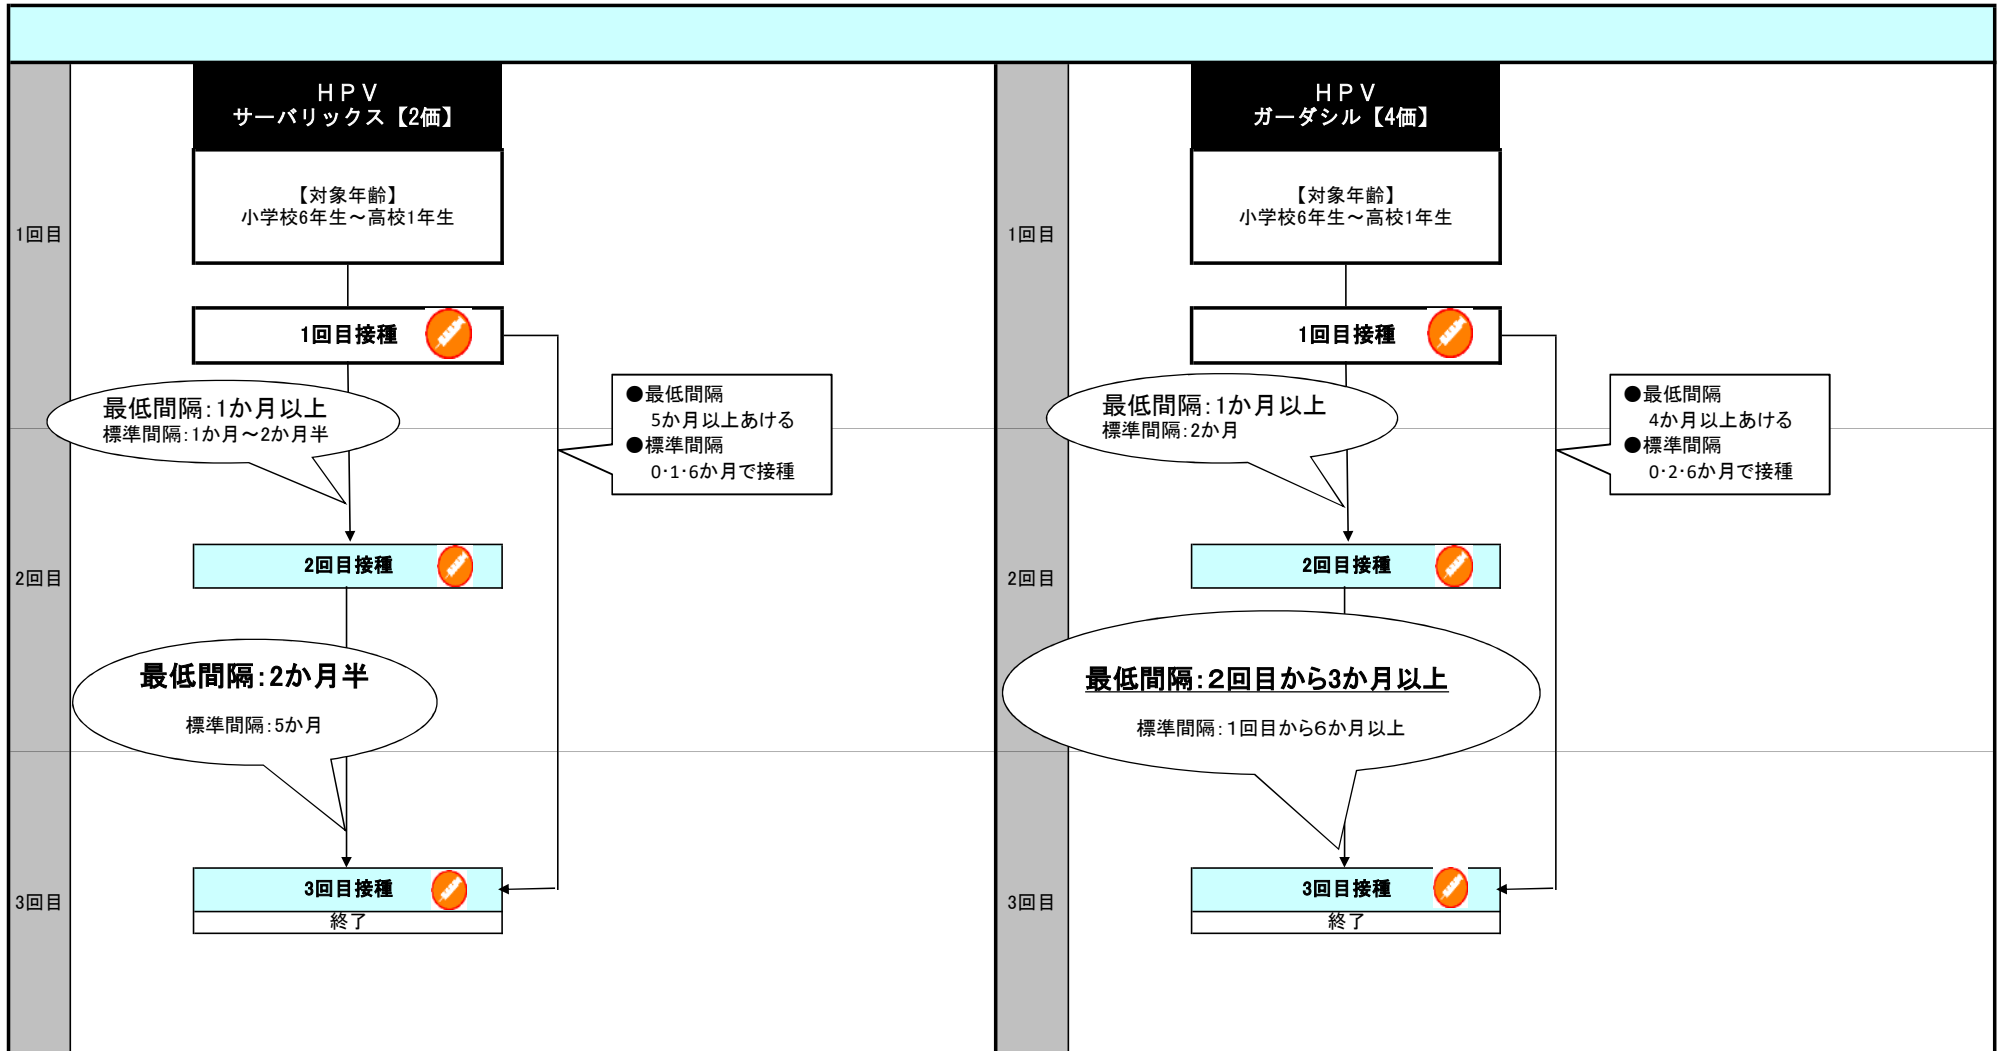 ＨＰＶ
サーバリックス【2価】
【対象年齢】
小学校6年生～高校1年生
1回目
1回目接種
最低間隔：1か月以上
標準間隔：1か月～2か月半
●最低間隔
5か月以上あける
●標準間隔
0・1・6か月で接種
2回目接種
2回目
最低間隔：2か月半
標準間隔：5か月
3回目接種
3回目
終了
ＨＰＶ
ガーダシル【4価】
【対象年齢】
小学校6年生～高校1年生
1回目
1回目接種
最低間隔：1か月以上
標準間隔：2か月
●最低間隔
4か月以上あける
●標準間隔
0・2・6か月で接種
2回目接種
2回目
最低間隔：２回目から3か月以上
標準間隔：１回目から６か月以上
3回目接種
3回目
終了